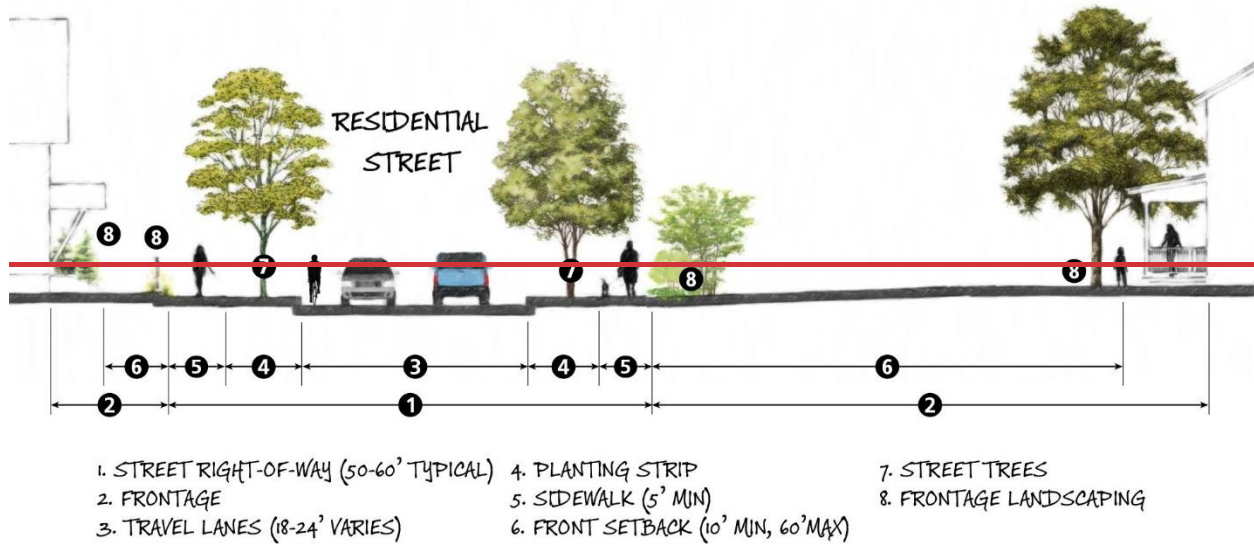 RESIDENTIAL
STREET
8 8
7 7 8 8
6 5 4 3 4 5 6
2 1 2
1. STREET RIGHT-OF-WAY (50-60' TYPICAL)
2. FRONTAGE
3. TRAVEL LANES (18-24' VARIES)
4. PLANTING STRIP
5. SIDEWALK (5' MIN)
6. FRONT SETBACK (10' MIN, 60'MAX)
7. STREET TREES
8. FRONTAGE LANDSCAPING